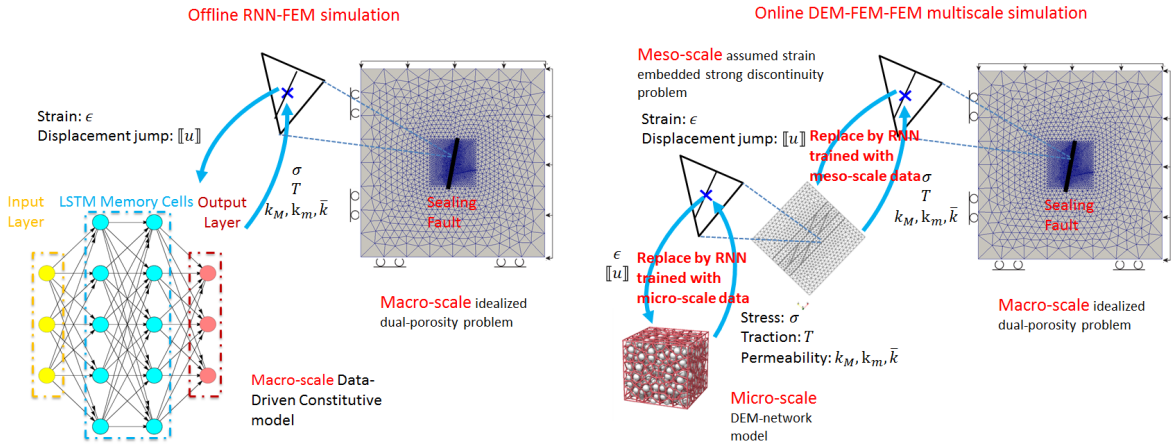 Offline RNN-FEM simulation
Strain: ϵ
Displacement jump: ⟦u⟧
σ
T
k_M, k_m, k̄
Input
Layer
LSTM Memory Cells
Output
Layer
Sealing
Fault
Macro-scale idealized
dual-porosity problem
Macro-scale Data-
Driven Constitutive
model
Online DEM-FEM-FEM multiscale simulation
Meso-scale assumed strain
embedded strong discontinuity
problem
Strain: ϵ
Displacement jump: ⟦u⟧
Replace by RNN
trained with
meso-scale data
σ
T
k_M, k_m, k̄
Sealing
Fault
ϵ
⟦u⟧
Replace by RNN
trained with
micro-scale data
Stress: σ
Traction: T
Permeability: k_M, k_m, k̄
Macro-scale idealized
dual-porosity problem
Micro-scale
DEM-network
model